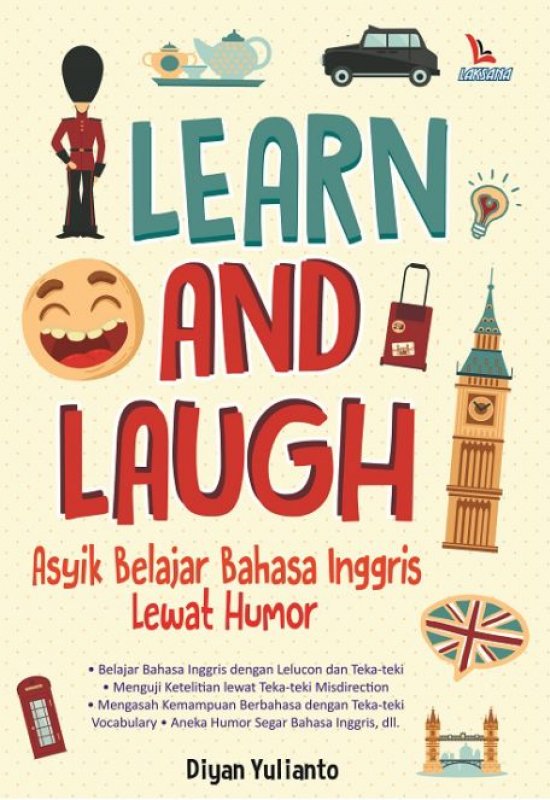 LAKSANA
LEARN
AND
LAUGH
Asyik Belajar Bahasa Inggris
Lewat Humor
• Belajar Bahasa Inggris dengan Lelucon dan Teka-teki
• Menguji Ketelitian lewat Teka-teki Misdirection
• Mengasah Kemampuan Berbahasa dengan Teka-teki
Vocabulary • Aneka Humor Segar Bahasa Inggris, dll.
Diyan Yulianto